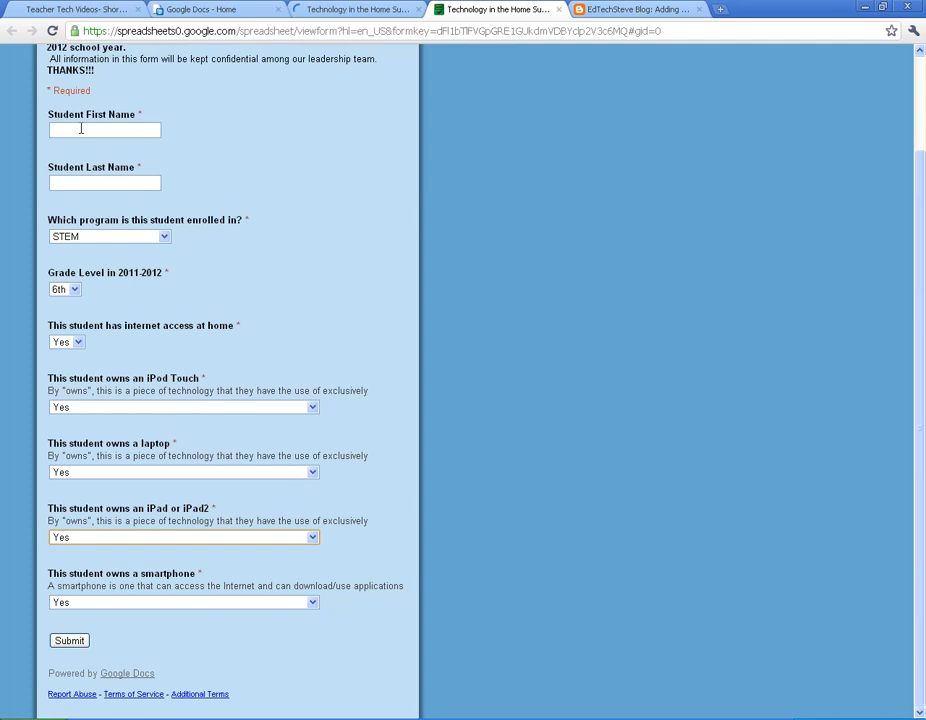 Teacher Tech Videos- Shor...
Google Docs - Home
Technology in the Home Su...
Technology in the Home Su...
EdTechSteve Blog: Adding ...
https://spreadsheets0.google.com/spreadsheet/viewform?hl=en_US&formkey=dFl1bTlFVGpGRE1GUkdmVDBYclp2V3c6MQ#gid=0
2012 school year.
All information in this form will be kept confidential among our leadership team.
THANKS!!!
* Required
Student First Name *
Student Last Name *
Which program is this student enrolled in? *
STEM
Grade Level in 2011-2012 *
6th
This student has internet access at home *
Yes
This student owns an iPod Touch *
By "owns", this is a piece of technology that they have the use of exclusively
Yes
This student owns a laptop *
By "owns", this is a piece of technology that they have the use of exclusively
Yes
This student owns an iPad or iPad2 *
By "owns", this is a piece of technology that they have the use of exclusively
Yes
This student owns a smartphone *
A smartphone is one that can access the Internet and can download/use applications
Yes
Submit
Powered by Google Docs
Report Abuse - Terms of Service - Additional Terms